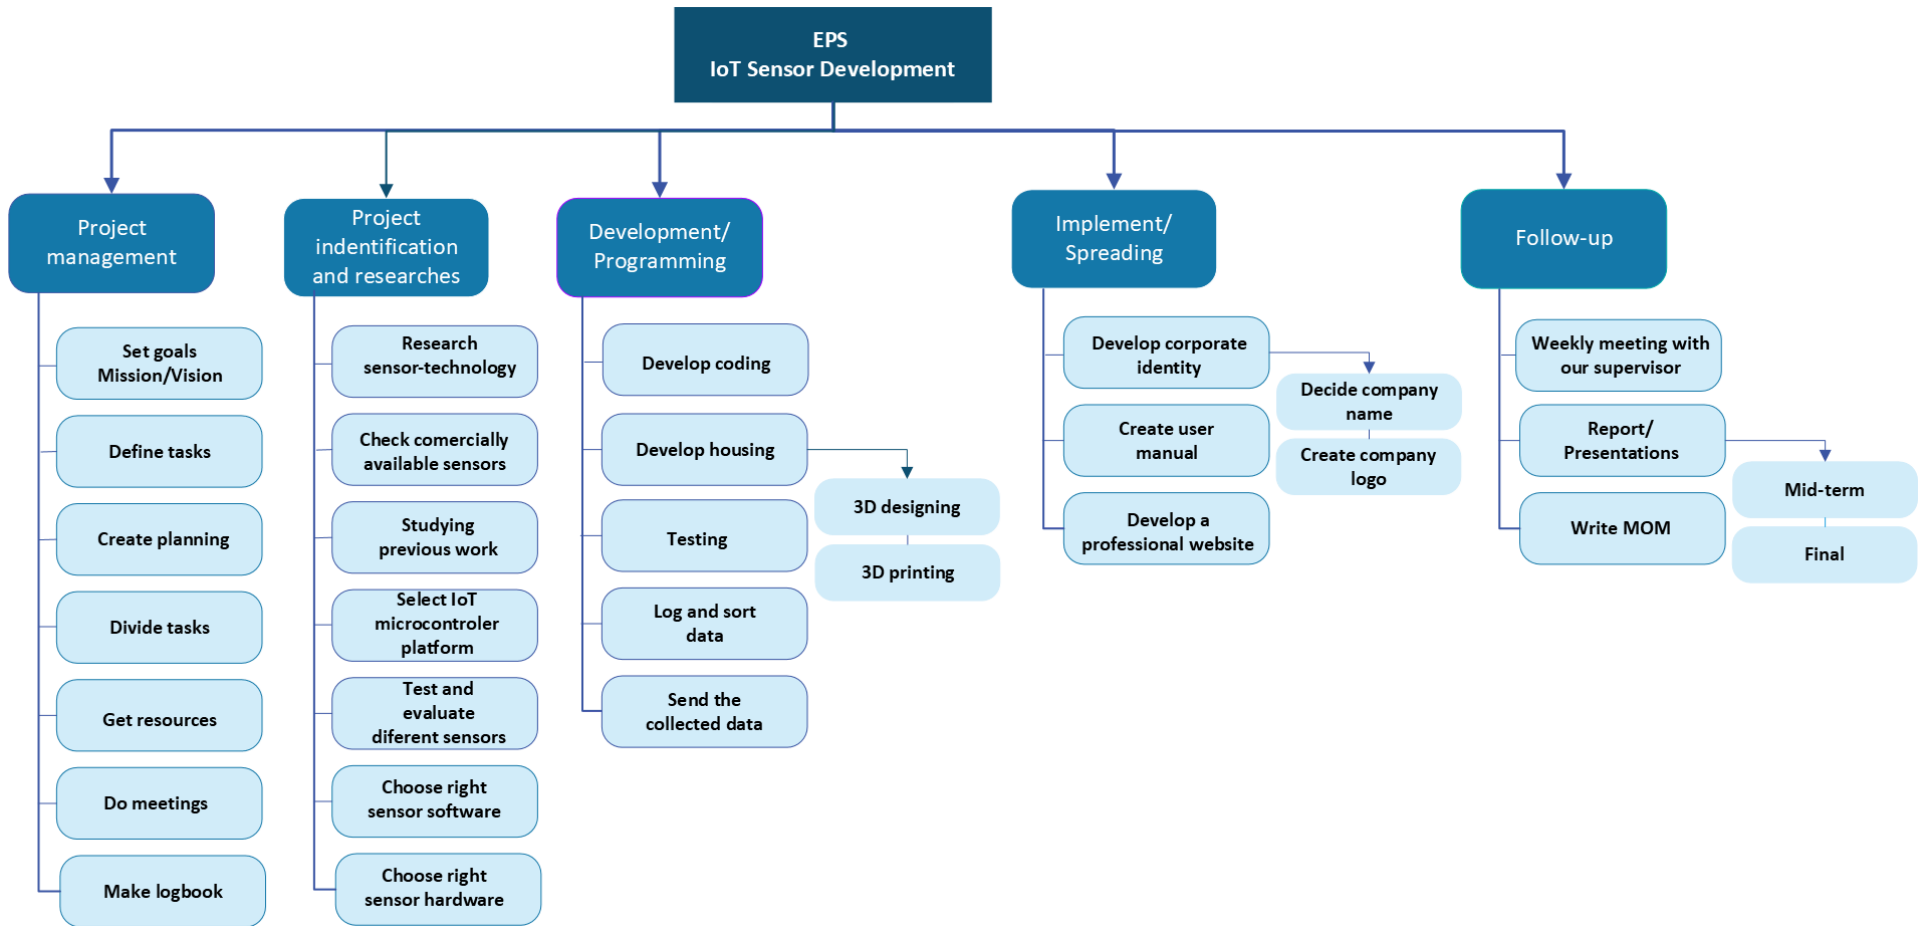 EPS
IoT Sensor Development
Project
management
Set goals
Mission/Vision
Define tasks
Create planning
Divide tasks
Get resources
Do meetings
Make logbook
Project
indentification
and researches
Research
sensor-technology
Check comercially
available sensors
Studying
previous work
Select IoT
microcontroler
platform
Test and
evaluate
diferent sensors
Choose right
sensor software
Choose right
sensor hardware
Development/
Programming
Develop coding
Develop housing
3D designing
3D printing
Testing
Log and sort
data
Send the
collected data
Implement/
Spreading
Develop corporate
identity
Decide company
name
Create company
logo
Create user
manual
Develop a
professional website
Follow-up
Weekly meeting with
our supervisor
Report/
Presentations
Mid-term
Final
Write MOM